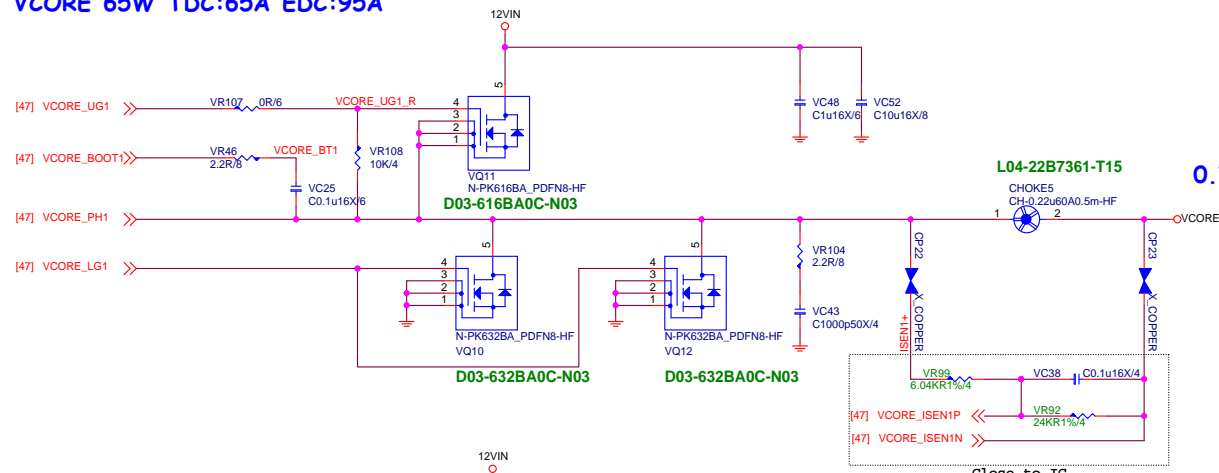 VCORE 65W TDC:65A EDC:95A
12VIN
5
[47] VCORE_UG1
VR107
0R/6
VCORE_UG1_R
4
3
2
1
VC48
C1u16X/6
VC52
C10u16X/8
[47] VCORE_BOOT1
VR46
2.2R/8
VCORE_BT1
VR108
10K/4
VC25
C0.1u16X/6
VQ11
N-PK616BA_PDFN8-HF
D03-616BA0C-N03
L04-22B7361-T15
CHOKE5
CH-0.22u60A0.5m-HF
0.
[47] VCORE_PH1
1
2
VCORE
[47] VCORE_LG1
5
4
3
2
1
N-PK632BA_PDFN8-HF
VQ10
D03-632BA0C-N03
5
4
3
2
1
N-PK632BA_PDFN8-HF
VQ12
D03-632BA0C-N03
VR104
2.2R/8
VC43
C1000p50X/4
CP22
X_COPPER
ISEN1+
CP23
X_COPPER
VR99
6.04KR1%/4
VC38
C0.1u16X/4
[47] VCORE_ISEN1P
VR92
24KR1%/4
[47] VCORE_ISEN1N
Close to IC
12VIN